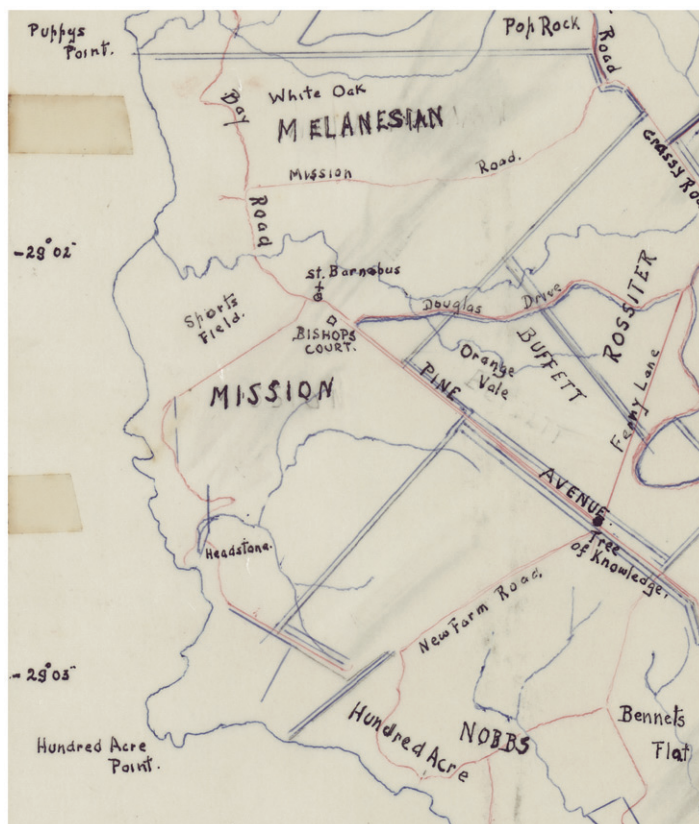 Puppys
Point.
Pop Rock
Road
Day
White Oak
MELANESIAN
Mission
Road.
Grassy Road
Road
-29°02'
St. Barnabus
Sports
Field.
BISHOPS
COURT.
Douglas
Drive
ROSSITER
BUFFETT
Orange
Vale
MISSION
PINE
Ferny Lane
AVENUE.
Tree
of Knowledge.
Headstone.
New Farm Road.
-29°03'
Hundred Acre
NOBBS
Bennets
Flat
Hundred Acre
Point.